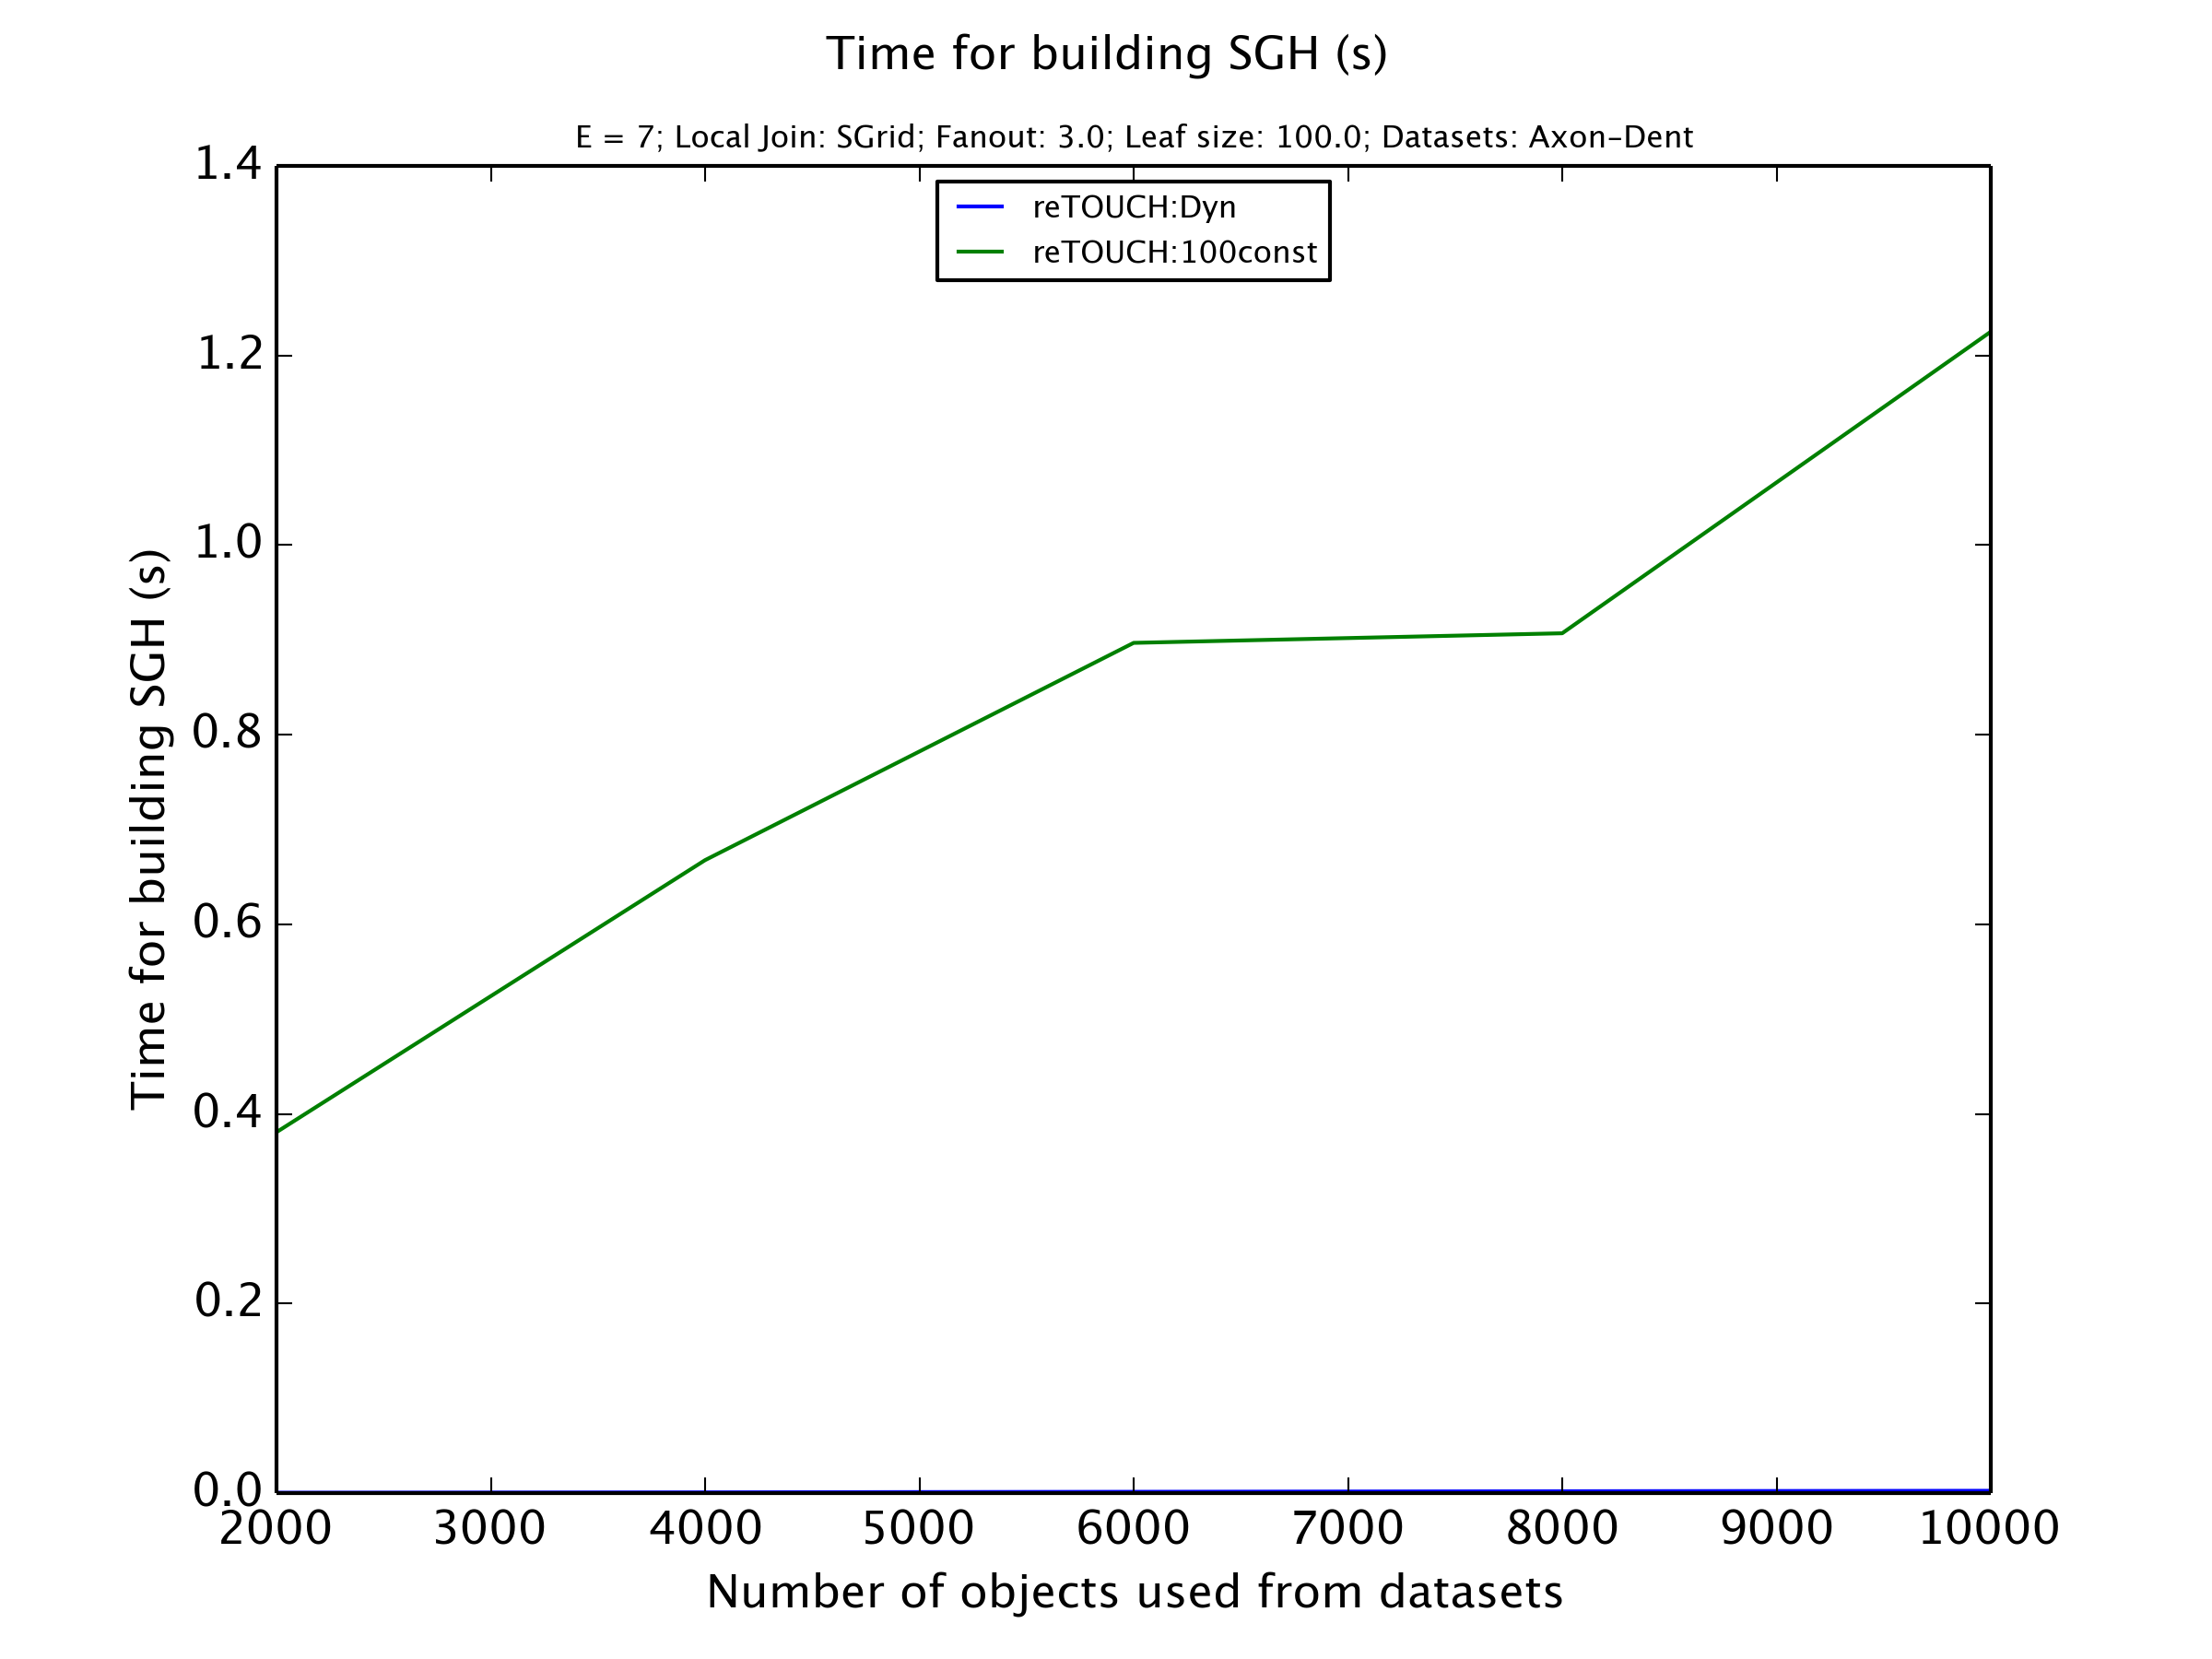 Time for building SGH (s)
E = 7; Local Join: SGrid; Fanout: 3.0; Leaf size: 100.0; Datasets: Axon-Dent
reTOUCH:Dyn
reTOUCH:100const
Time for building SGH (s)
1.4
1.2
1.0
0.8
0.6
0.4
0.2
0.0
2000 3000 4000 5000 6000 7000 8000 9000 10000
Number of objects used from datasets